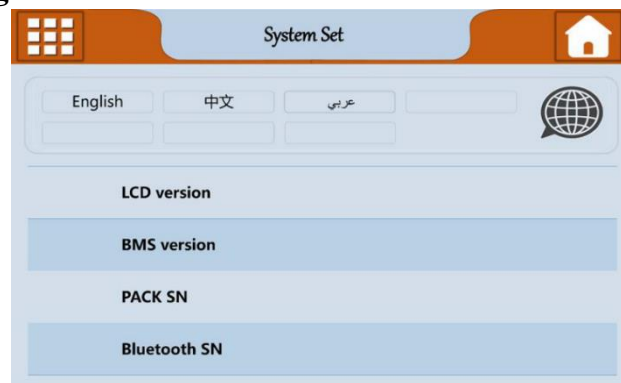 System Set
English 中文 عربي
LCD version
BMS version
PACK SN
Bluetooth SN